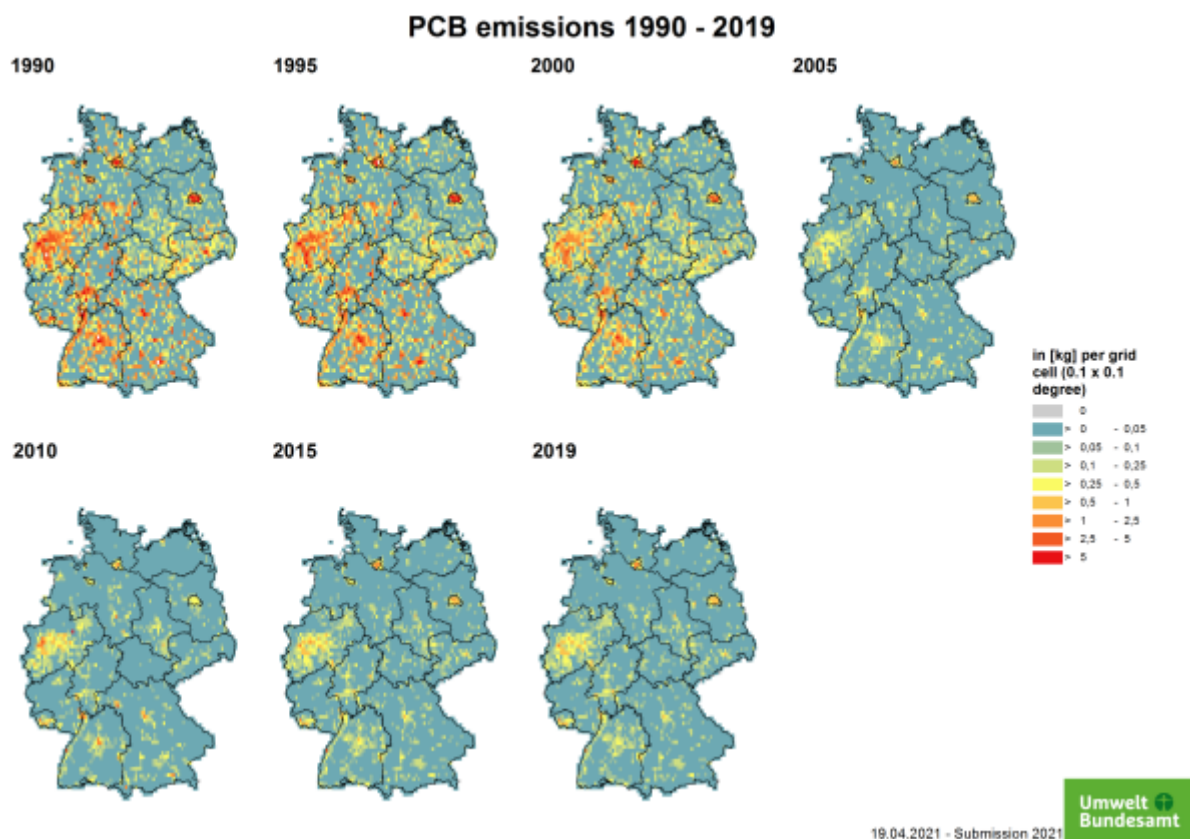 PCB emissions 1990 - 2019
1990
1995
2000
2005
in [kg] per grid
cell (0.1 x 0.1
degree)
0
> 0 - 0,05
> 0,05 - 0,1
> 0,1 - 0,25
> 0,25 - 0,5
> 0,5 - 1
> 1 - 2,5
> 2,5 - 5
> 5
2010
2015
2019
Umwelt
Bundesamt
19.04.2021 - Submission 2021